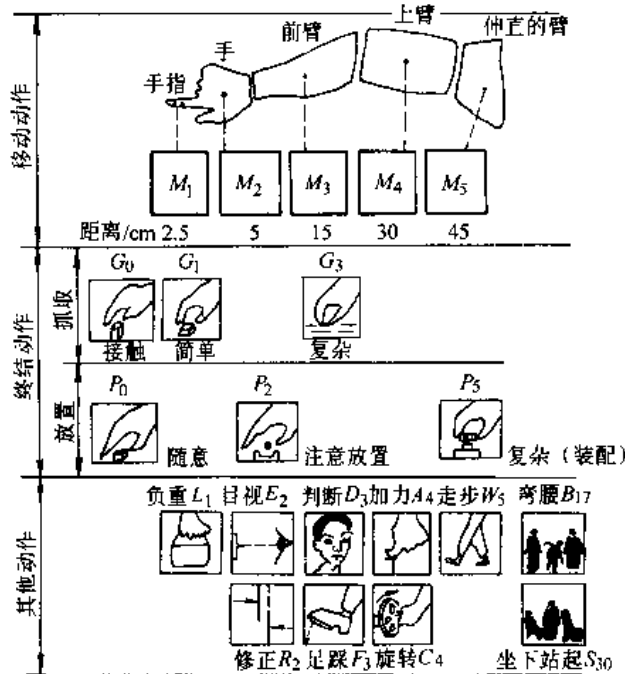 移动动作
手指
手
前臂
上臂
伸直的臂
M1 M2 M3 M4 M5
距离/cm 2.5 5 15 30 45
终结动作
抓取
G0 G1 G3
接触 简单 复杂
放置
P0 P2 P5
随意 注意放置 复杂（装配）
其他动作
负重L1 目视E2 判断D3 加力A4 走步W5 弯腰B17
修正R2 足踩F3 旋转C4 坐下站起S30